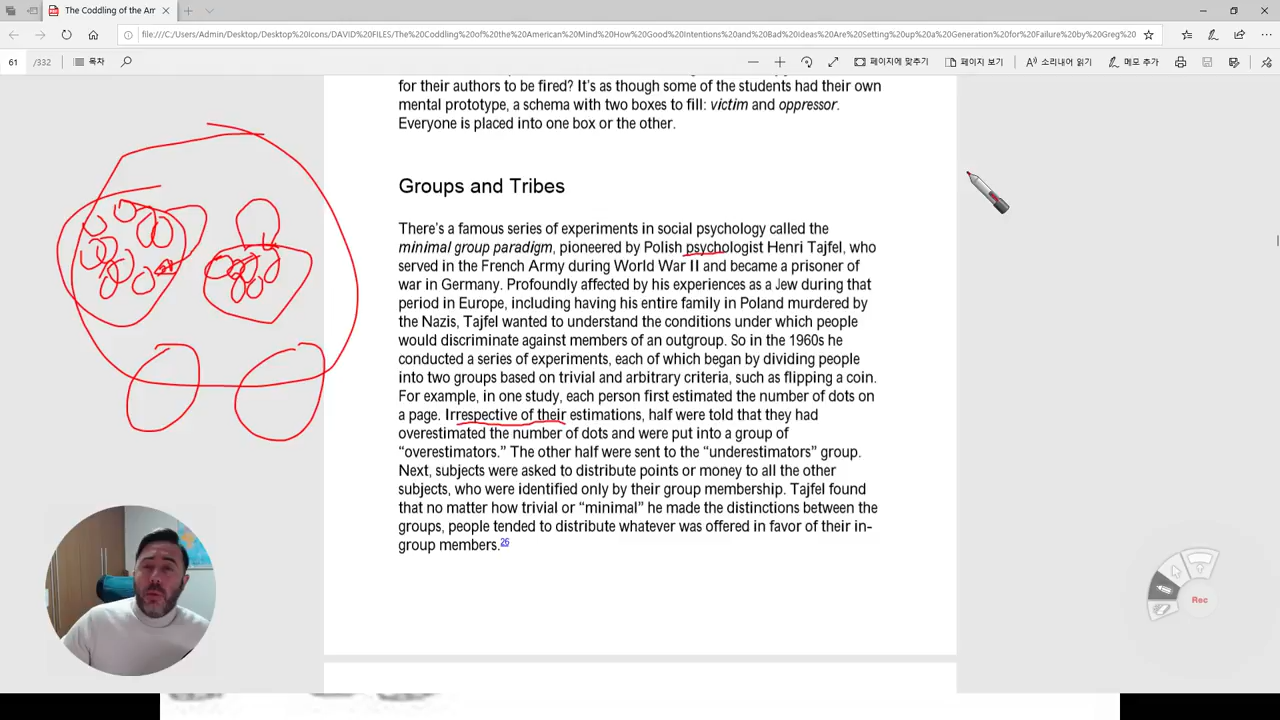 The Coddling of the Am
file:///C:/Users/Admin/Desktop/Desktop%20Icons/DAVID%20FILES/The%20Coddling%20of%20the%20American%20Mind%20How%20Good%20Intentions%20and%20Bad%20Ideas%20Are%20Setting%20up%20a%20Generation%20for%20Failure%20by%20Greg%20
61 /332 목차 페이지에 맞추기 페이지 보기 소리내어 읽기 메모 추가
for their authors to be fired? It's as though some of the students had their own
mental prototype, a schema with two boxes to fill: victim and oppressor.
Everyone is placed into one box or the other.
Groups and Tribes
There's a famous series of experiments in social psychology called the
minimal group paradigm, pioneered by Polish psychologist Henri Tajfel, who
served in the French Army during World War II and became a prisoner of
war in Germany. Profoundly affected by his experiences as a Jew during that
period in Europe, including having his entire family in Poland murdered by
the Nazis, Tajfel wanted to understand the conditions under which people
would discriminate against members of an outgroup. So in the 1960s he
conducted a series of experiments, each of which began by dividing people
into two groups based on trivial and arbitrary criteria, such as flipping a coin.
For example, in one study, each person first estimated the number of dots on
a page. Irrespective of their estimations, half were told that they had
overestimated the number of dots and were put into a group of
“overestimators.” The other half were sent to the “underestimators” group.
Next, subjects were asked to distribute points or money to all the other
subjects, who were identified only by their group membership. Tajfel found
that no matter how trivial or “minimal” he made the distinctions between the
groups, people tended to distribute whatever was offered in favor of their in-
group members.26
Rec